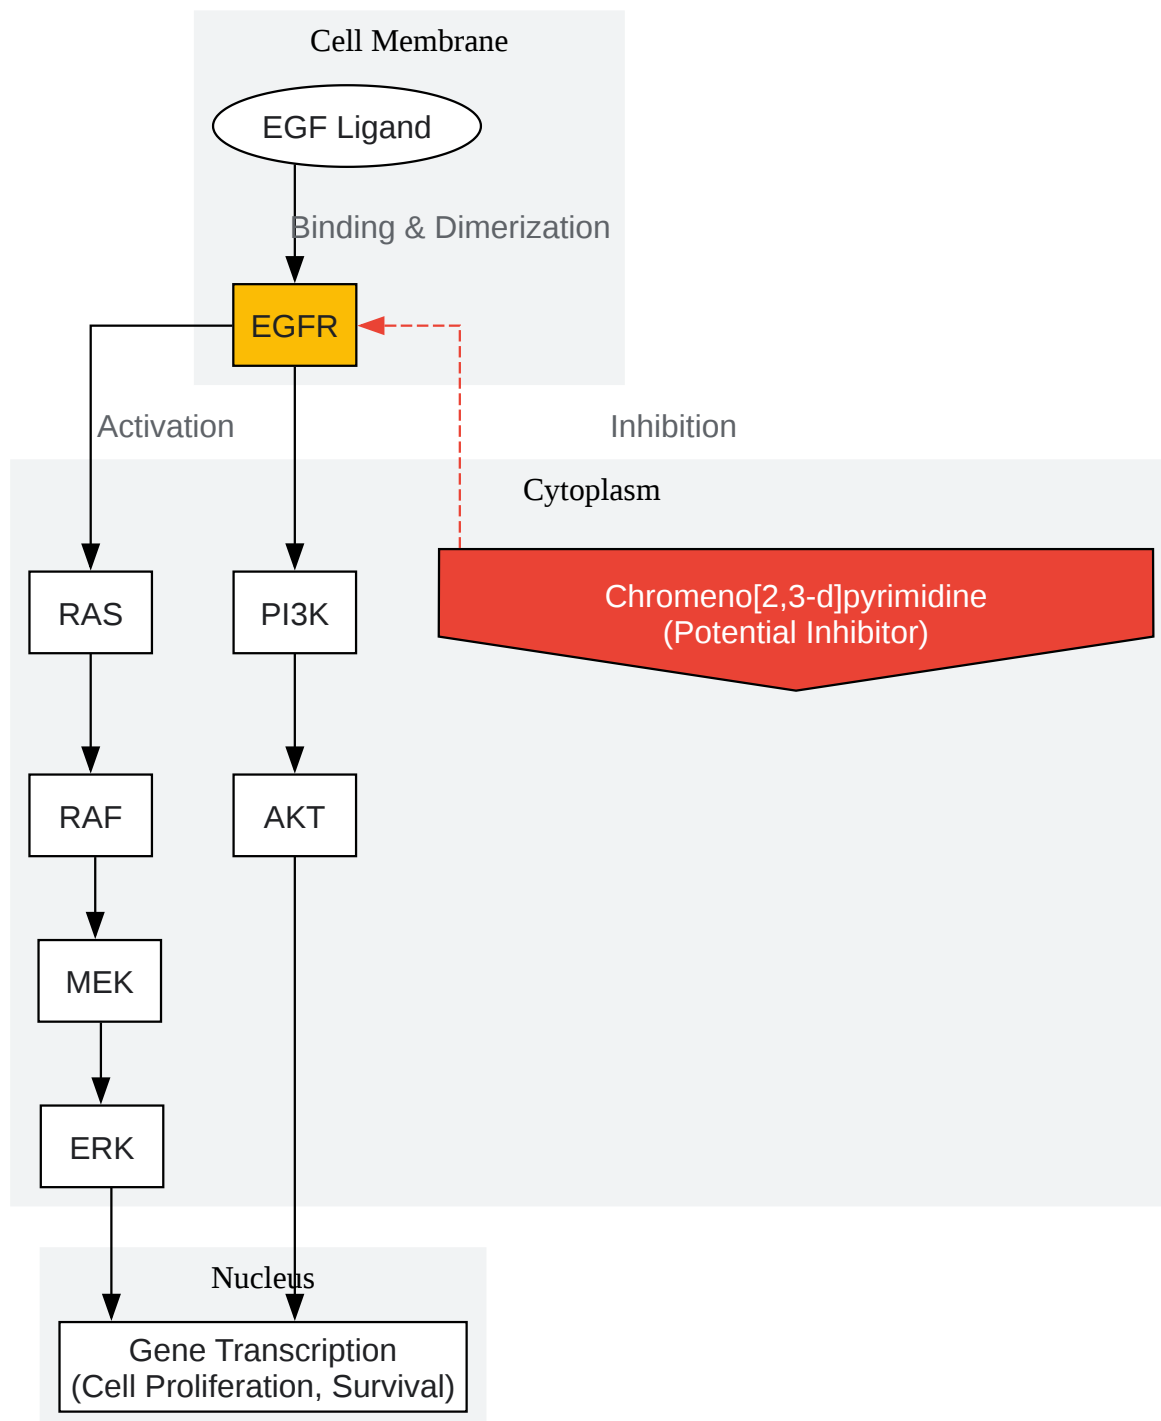 Cell Membrane
EGF Ligand
Binding & Dimerization
EGFR
Activation
Inhibition
Cytoplasm
RAS
PI3K
Chromeno[2,3-d]pyrimidine
(Potential Inhibitor)
RAF
AKT
MEK
ERK
Nucleus
Gene Transcription
(Cell Proliferation, Survival)